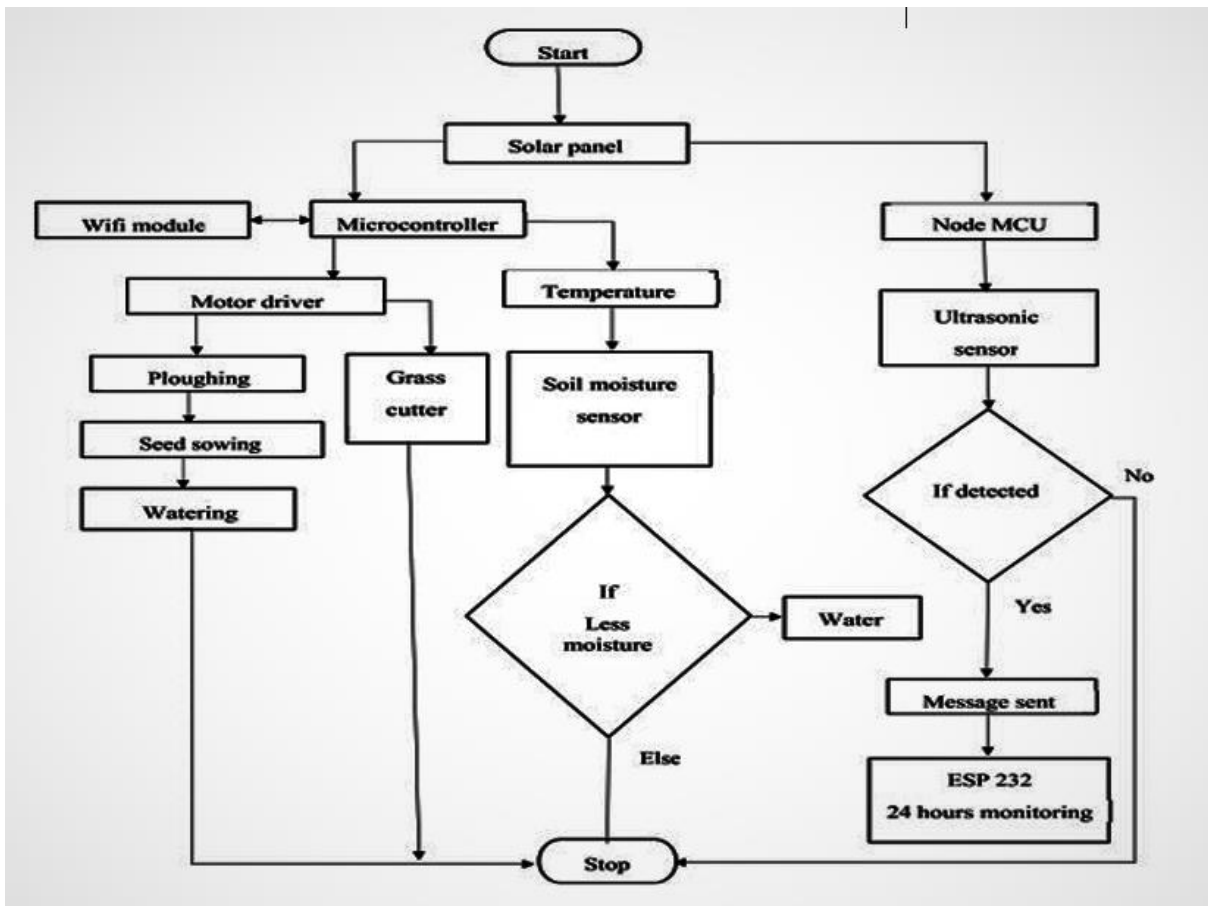 Start
Solar panel
Wifi module
Microcontroller
Node MCU
Motor driver
Temperature
Ultrasonic
sensor
Ploughing
Grass
cutter
Soil moisture
sensor
Seed sowing
Watering
If detected
No
If
Less
moisture
Water
Yes
Message sent
Else
ESP 232
24 hours monitoring
Stop